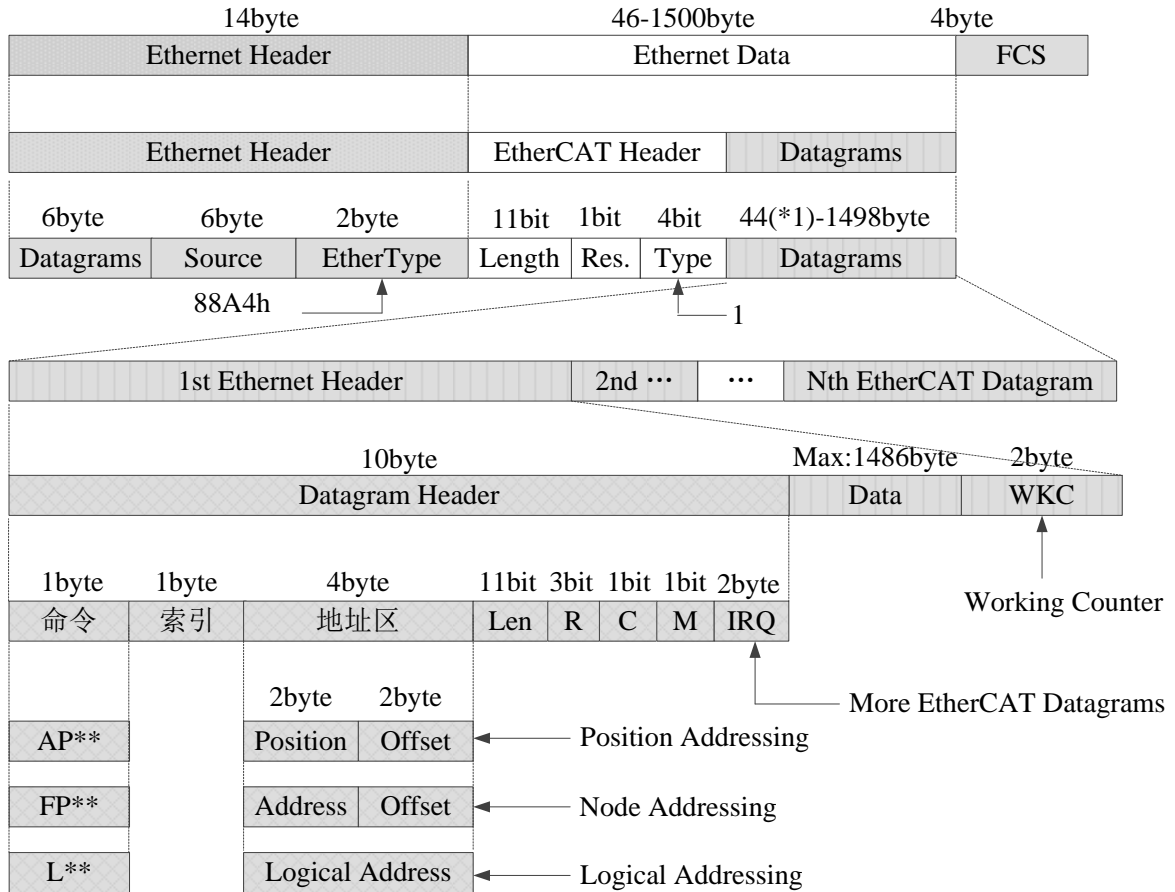 14byte 46-1500byte 4byte
Ethernet Header Ethernet Data FCS
Ethernet Header EtherCAT Header Datagrams
6byte 6byte 2byte 11bit 1bit 4bit 44(*1)-1498byte
Datagrams Source EtherType Length Res. Type Datagrams
88A4h 1
1st Ethernet Header 2nd ··· ··· Nth EtherCAT Datagram
10byte Max:1486byte 2byte
Datagram Header Data WKC
1byte 1byte 4byte 11bit 3bit 1bit 1bit 2byte
Working Counter
命令 索引 地址区 Len R C M IRQ
2byte 2byte
More EtherCAT Datagrams
AP** Position Offset Position Addressing
FP** Address Offset Node Addressing
L** Logical Address Logical Addressing